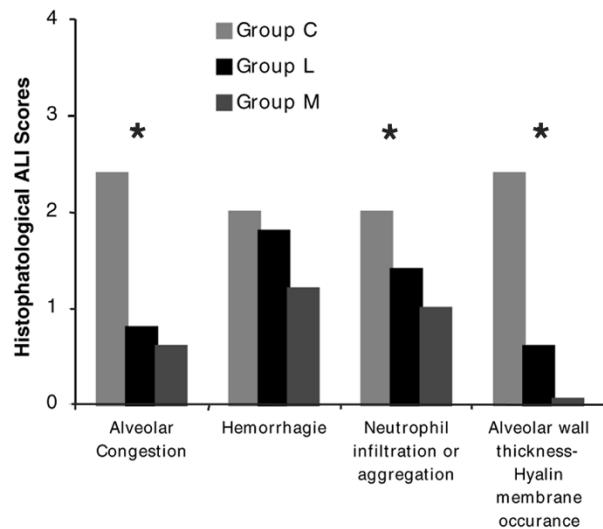 Histophatological ALI Scores
4
3
2
1
0
Group C
Group L
Group M
*
*
*
Alveolar
Congestion
Hemorrhagie
Neutrophil
infiltration or
aggregation
Alveolar wall
thickness-
Hyalin
membrane
occurance